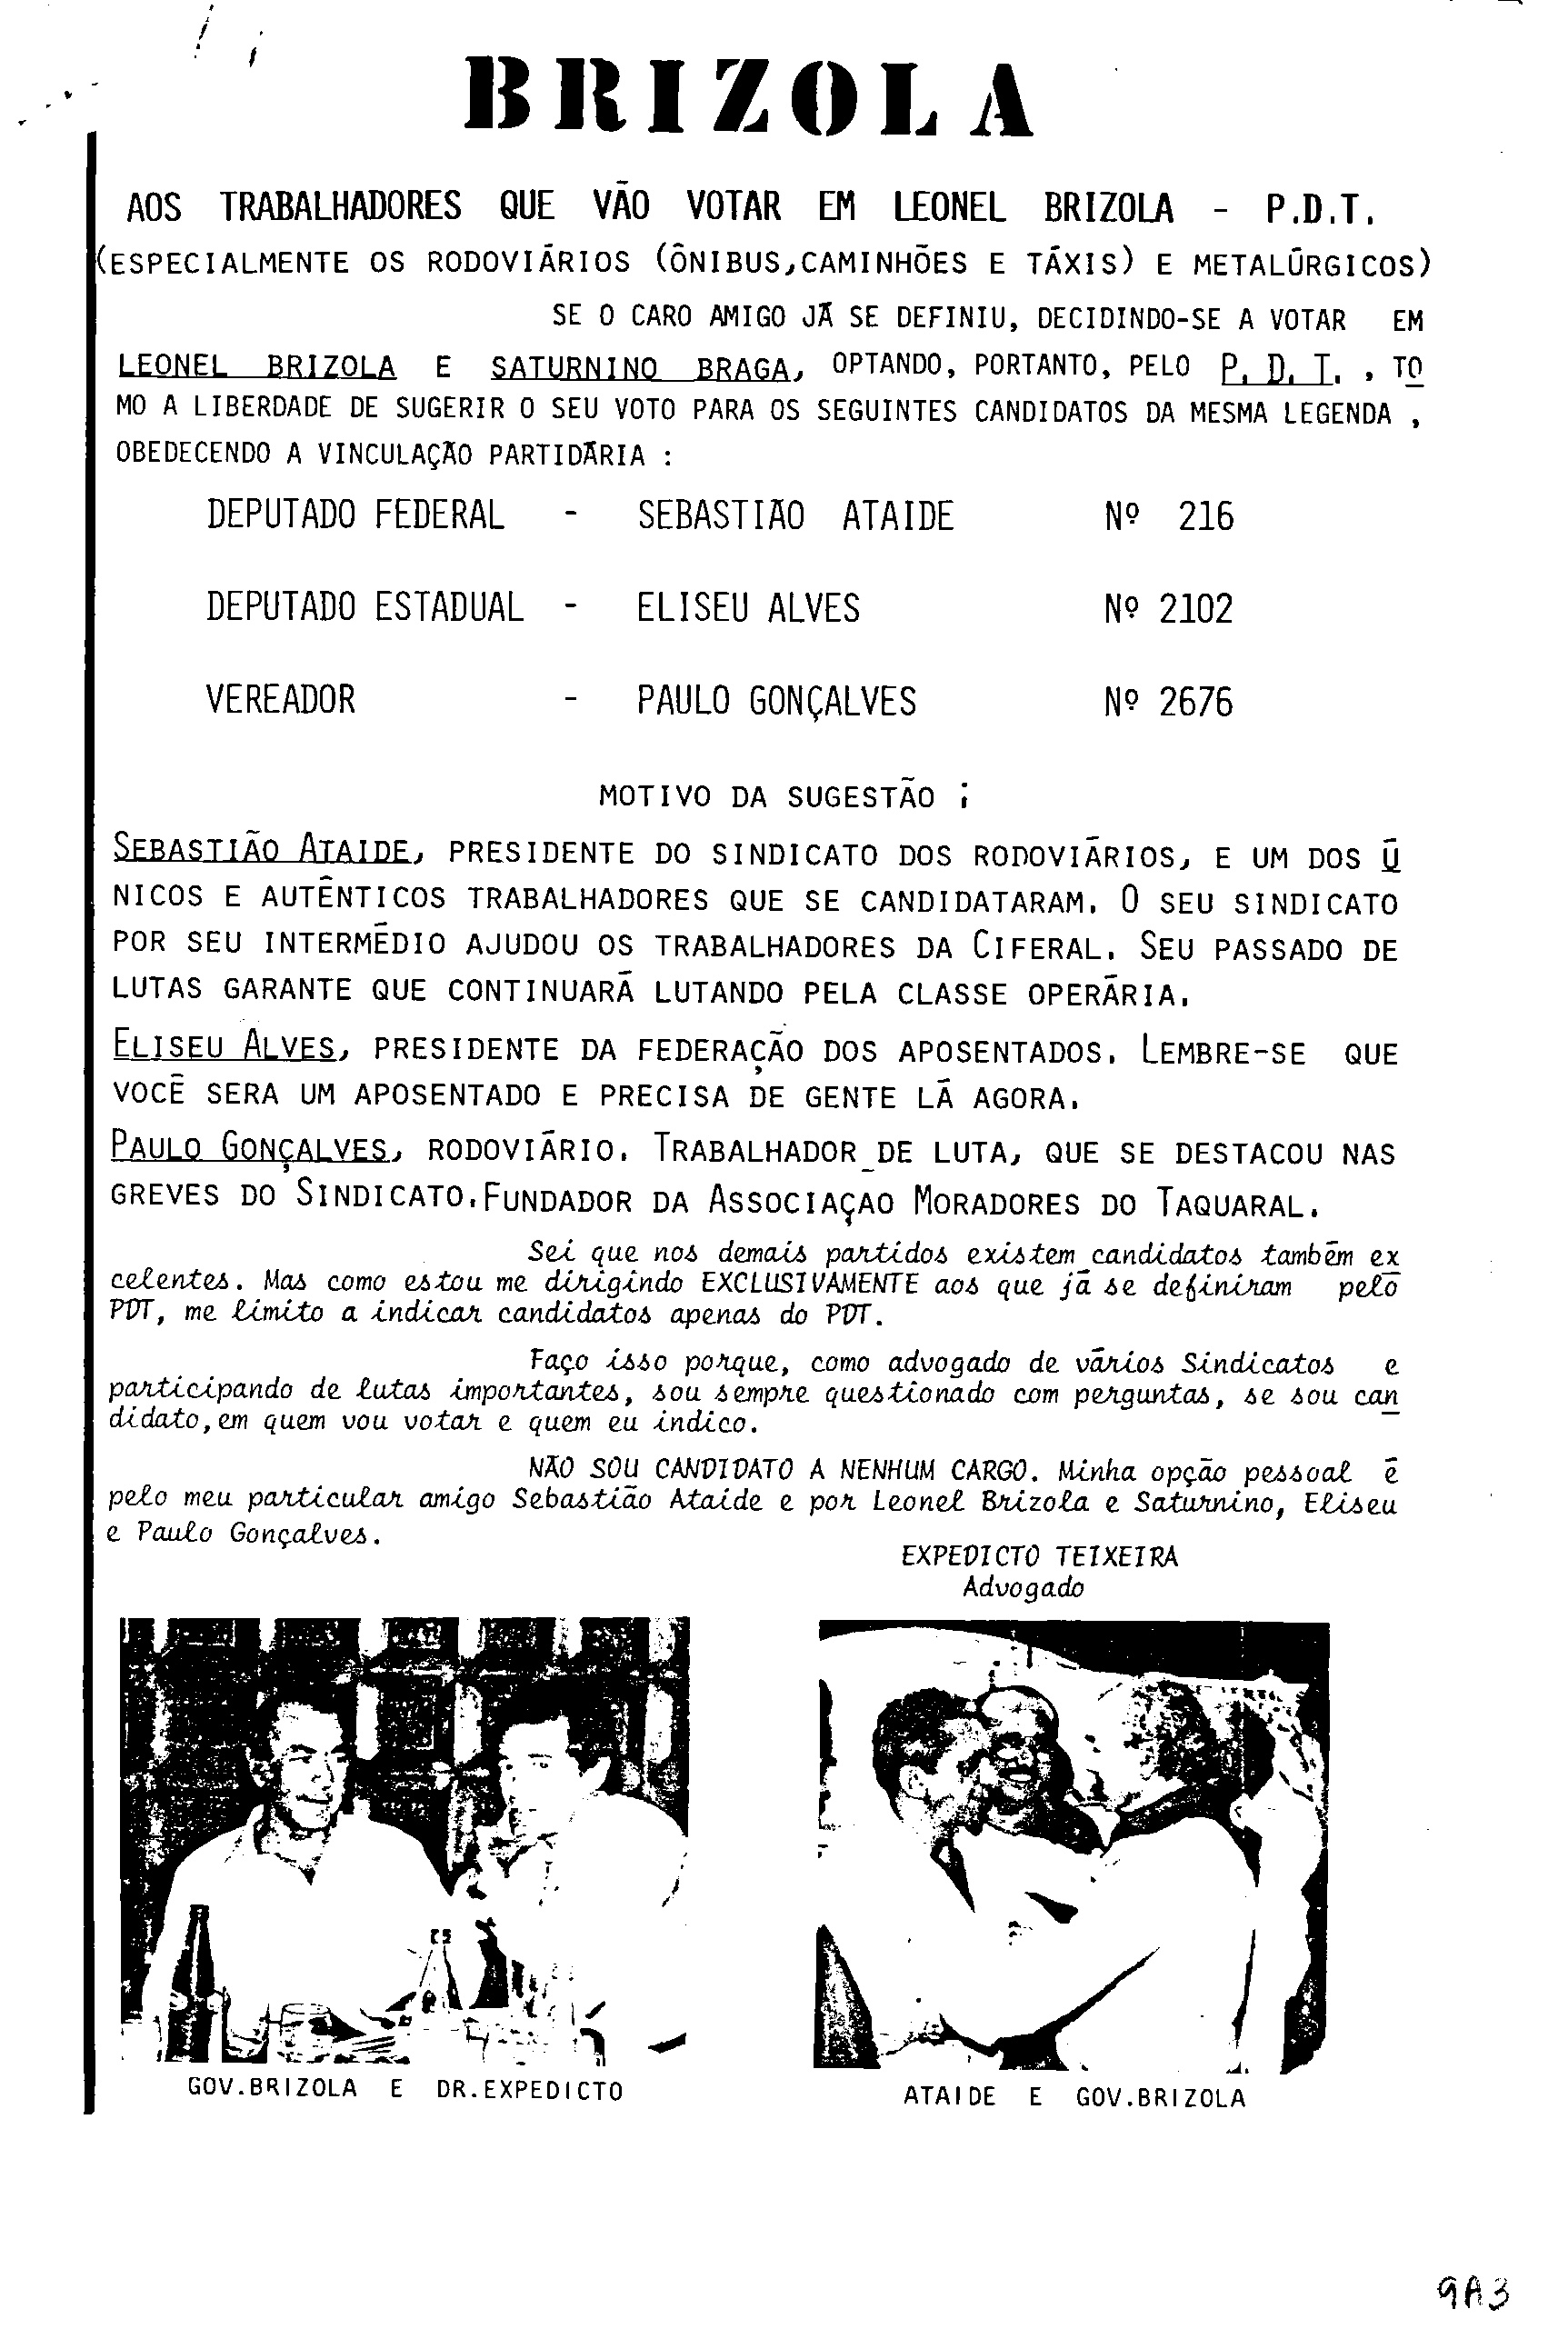 BRIZOLA
AOS TRABALHADORES QUE VÃO VOTAR EM LEONEL BRIZOLA - P.D.T.
(ESPECIALMENTE OS RODOVIÁRIOS (ÔNIBUS,CAMINHÕES E TÁXIS) E METALÚRGICOS)
SE O CARO AMIGO JÁ SE DEFINIU, DECIDINDO-SE A VOTAR EM
LEONEL BRIZOLA E SATURNINO BRAGA, OPTANDO, PORTANTO, PELO P. D. T. , TO
MO A LIBERDADE DE SUGERIR O SEU VOTO PARA OS SEGUINTES CANDIDATOS DA MESMA LEGENDA ,
OBEDECENDO A VINCULAÇÃO PARTIDÁRIA :
DEPUTADO FEDERAL - SEBASTIÃO ATAIDE Nº 216
DEPUTADO ESTADUAL - ELISEU ALVES Nº 2102
VEREADOR - PAULO GONÇALVES Nº 2676
MOTIVO DA SUGESTÃO ;
SEBASTIÃO ATAIDE, PRESIDENTE DO SINDICATO DOS RODOVIÁRIOS, E UM DOS Ú
NICOS E AUTÊNTICOS TRABALHADORES QUE SE CANDIDATARAM. O SEU SINDICATO
POR SEU INTERMÉDIO AJUDOU OS TRABALHADORES DA CIFERAL. SEU PASSADO DE
LUTAS GARANTE QUE CONTINUARÁ LUTANDO PELA CLASSE OPERÁRIA.
ELISEU ALVES, PRESIDENTE DA FEDERAÇÃO DOS APOSENTADOS. LEMBRE-SE QUE
VOCÊ SERA UM APOSENTADO E PRECISA DE GENTE LÁ AGORA.
PAULO GONÇALVES, RODOVIÁRIO. TRABALHADOR DE LUTA, QUE SE DESTACOU NAS
GREVES DO SINDICATO.FUNDADOR DA ASSOCIAÇÃO MORADORES DO TAQUARAL.
Sei que nos demais partidos existem candidatos também ex
celentes. Mas como estou me dirigindo EXCLUSIVAMENTE aos que já se definiram pelo
PDT, me limito a indicar candidatos apenas do PDT.
Faço isso porque, como advogado de vários Sindicatos e
participando de lutas importantes, sou sempre questionado com perguntas, se sou can
didato,em quem vou votar e quem eu indico.
NÃO SOU CANDIDATO A NENHUM CARGO. Minha opção pessoal é
pelo meu particular amigo Sebastião Ataide e por Leonel Brizola e Saturnino, Eliseu
e Paulo Gonçalves.
EXPEDICTO TEIXEIRA
Advogado
GOV.BRIZOLA E DR.EXPEDICTO
ATAIDE E GOV.BRIZOLA
9A3